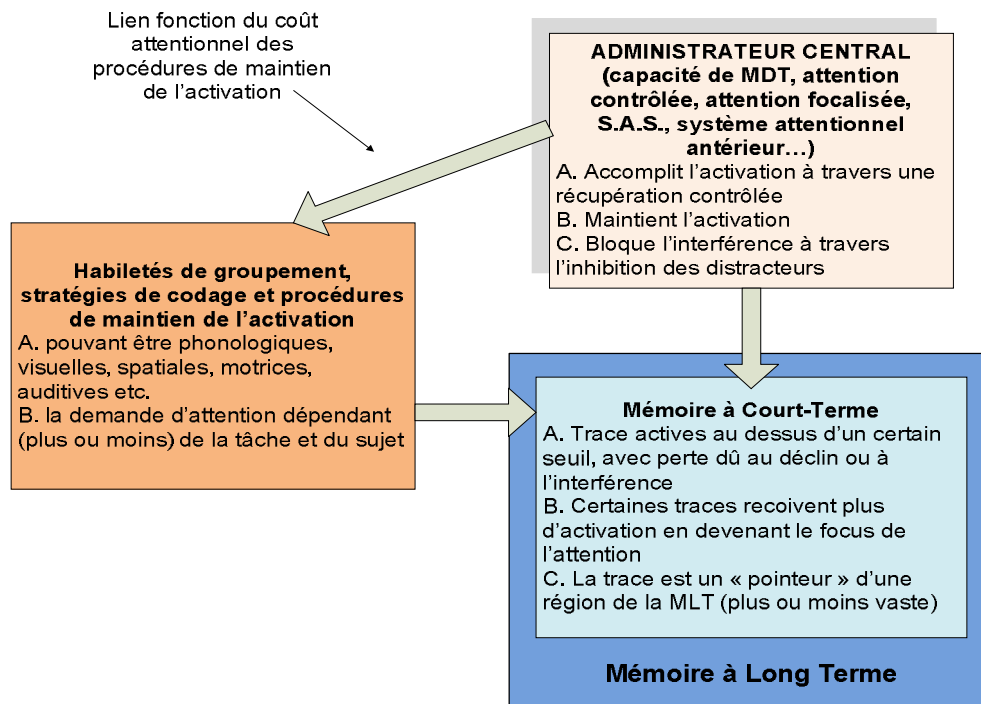 Lien fonction du coût
attentionnel des
procédures de maintien
de l'activation
ADMINISTRATEUR CENTRAL
(capacité de MDT, attention
contrôlée, attention focalisée,
S.A.S., système attentionnel
antérieur…)
A. Accomplit l'activation à travers une
récupération contrôlée
B. Maintient l'activation
C. Bloque l'interférence à travers
l'inhibition des distracteurs
Habiletés de groupement,
stratégies de codage et procédures
de maintien de l'activation
A. pouvant être phonologiques,
visuelles, spatiales, motrices,
auditives etc.
B. la demande d'attention dépendant
(plus ou moins) de la tâche et du sujet
Mémoire à Court-Terme
A. Trace actives au dessus d'un certain
seuil, avec perte dû au déclin ou à
l'interférence
B. Certaines traces recoivent plus
d'activation en devenant le focus de
l'attention
C. La trace est un « pointeur » d'une
région de la MLT (plus ou moins vaste)
Mémoire à Long Terme